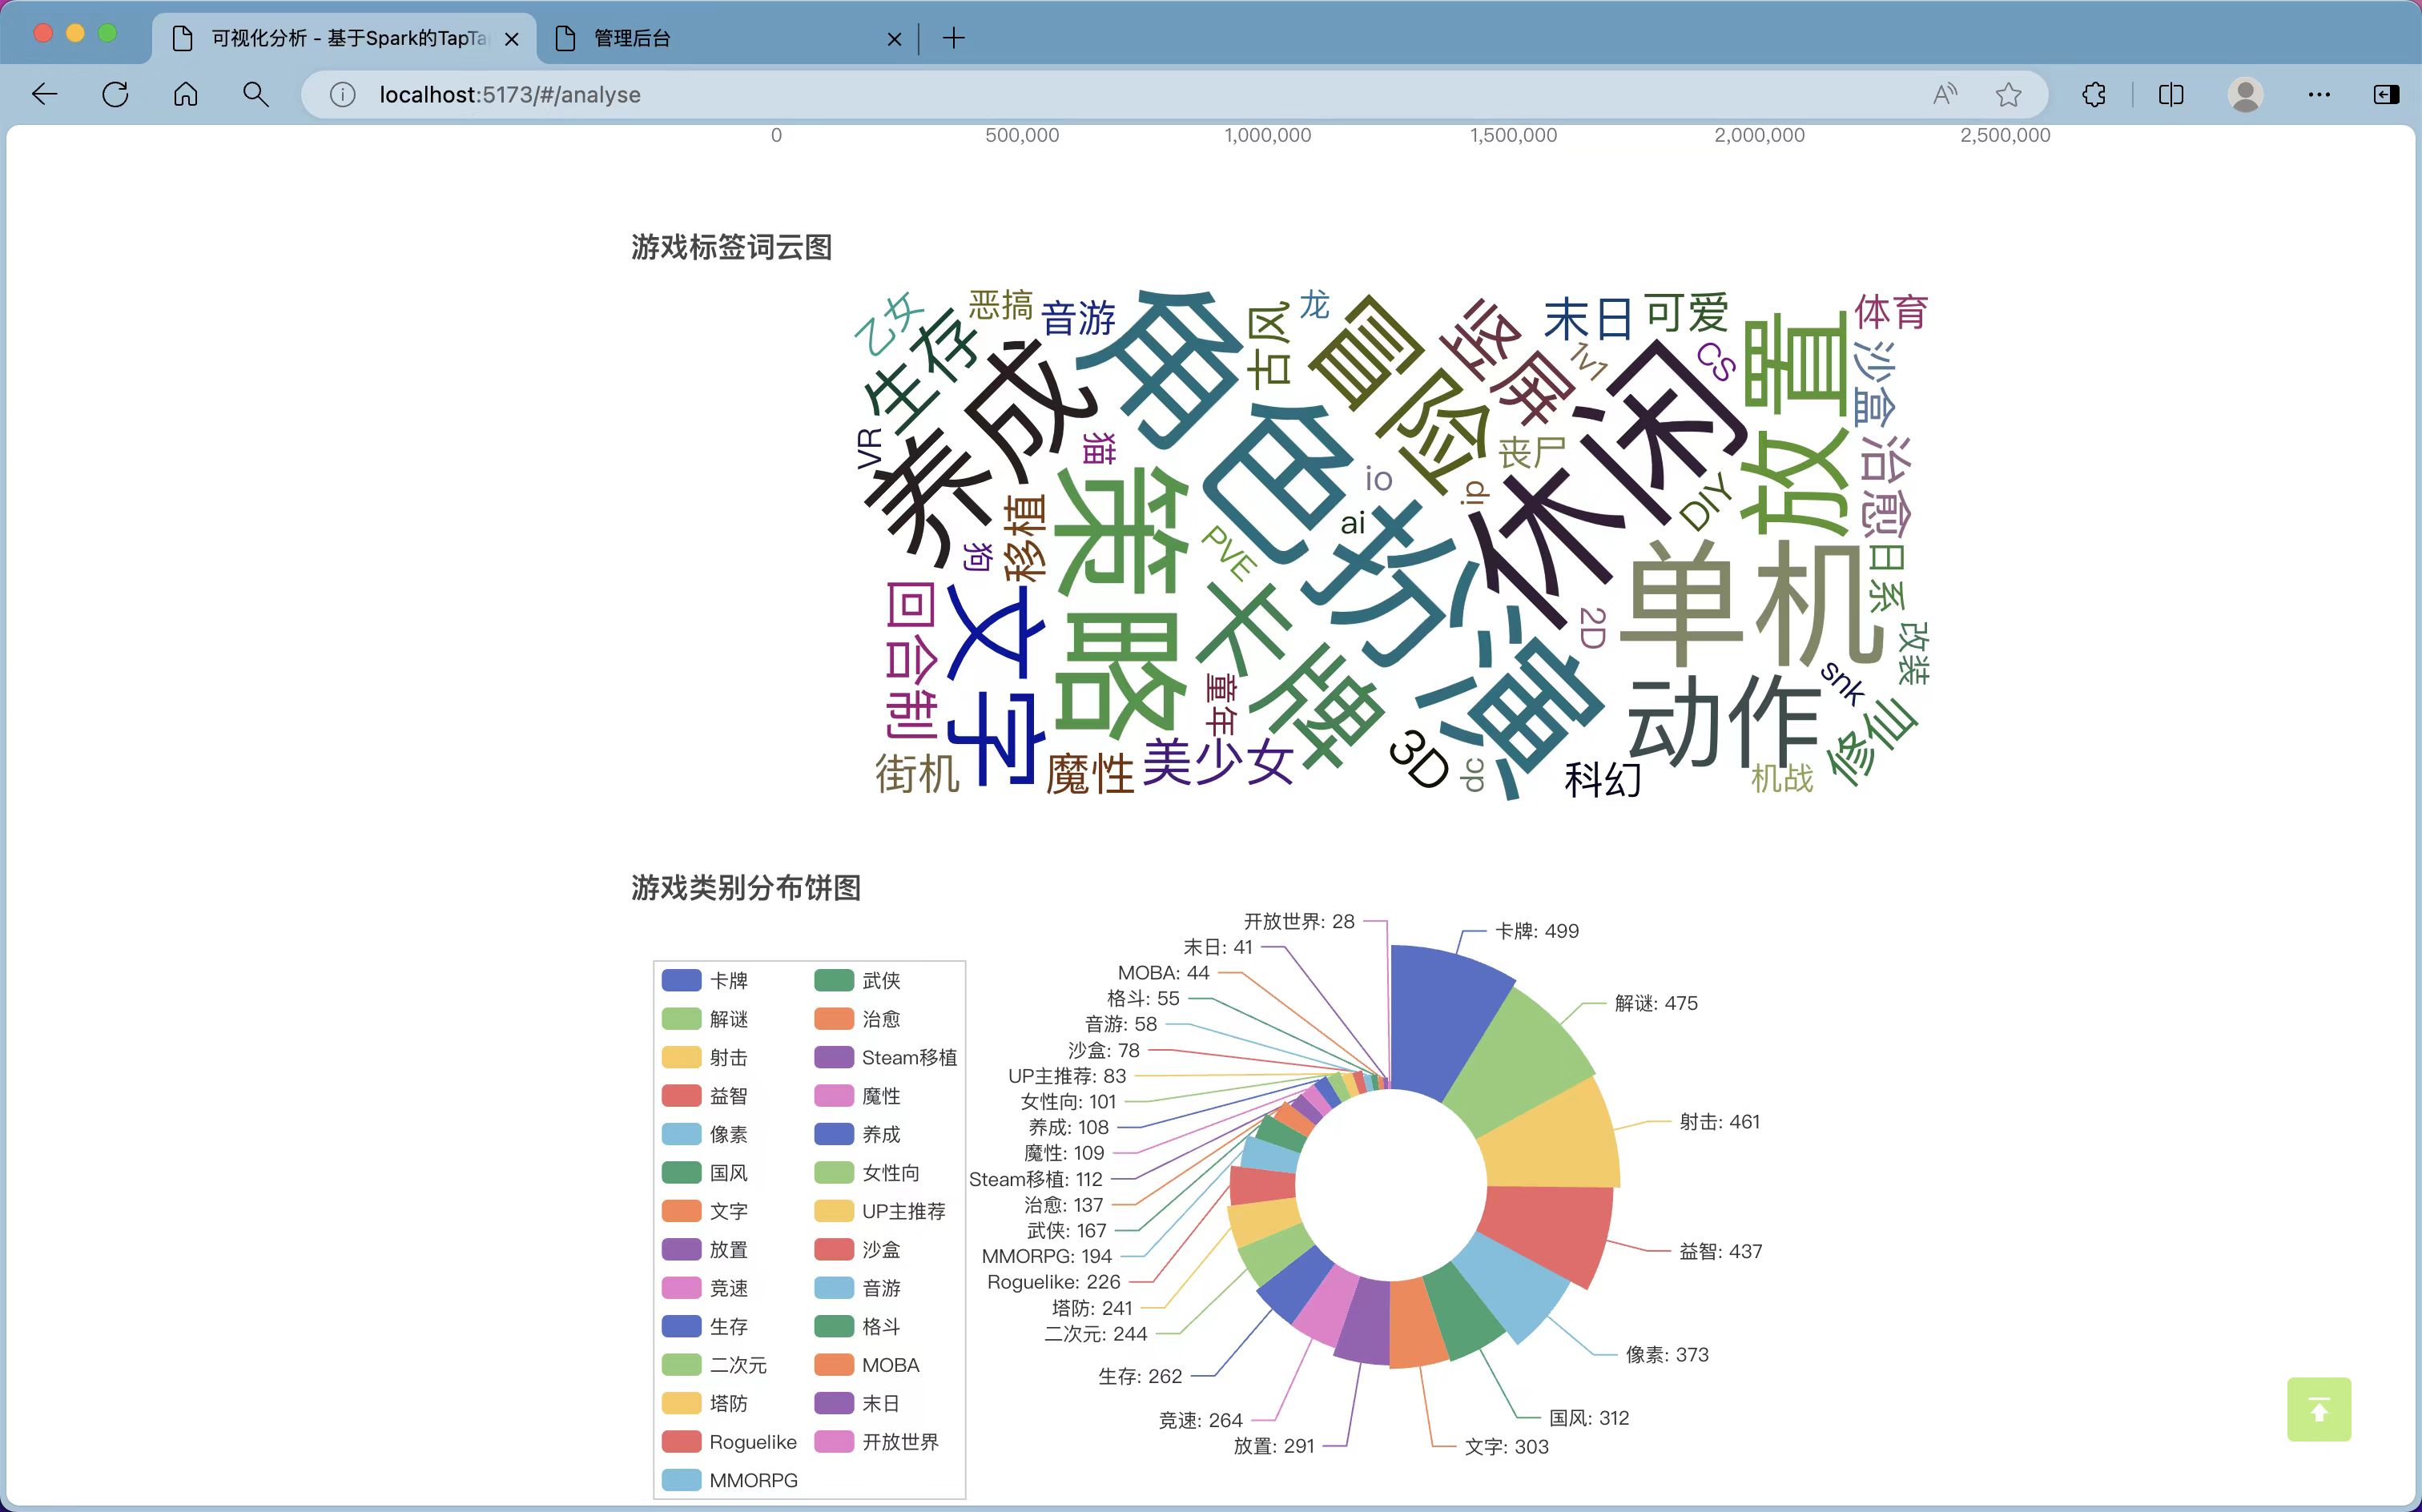 可视化分析 - 基于Spark的TapTa
管理后台
localhost:5173/#/analyse
0 500,000 1,000,000 1,500,000 2,000,000 2,500,000
游戏标签词云图
乙女
恶搞
音游
角色扮演
古风
龙
冒险
竖屏
末日
可爱
体育
生存
养成
1v1
CS
休闲
放置
沙盒
VR
猫
丧尸
治愈
io
ip
ai
DIY
移植
狗
策略
PVE
卡牌
单机
日系
回合制
文字
2D
改装
童年
动作
snk
修仙
街机
魔性
美少女
3D
pc
科幻
机战
游戏类别分布饼图
卡牌 武侠
解谜 治愈
射击 Steam移植
益智 魔性
像素 养成
国风 女性向
文字 UP主推荐
放置 沙盒
竞速 音游
生存 格斗
二次元 MOBA
塔防 末日
Roguelike 开放世界
MMORPG
开放世界: 28
末日: 41
MOBA: 44
格斗: 55
音游: 58
沙盒: 78
UP主推荐: 83
女性向: 101
养成: 108
魔性: 109
Steam移植: 112
治愈: 137
武侠: 167
MMORPG: 194
Roguelike: 226
塔防: 241
二次元: 244
生存: 262
竞速: 264
放置: 291
卡牌: 499
解谜: 475
射击: 461
益智: 437
像素: 373
国风: 312
文字: 303